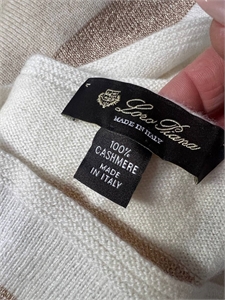 Loro Piana
MADE IN ITALY
100%
CASHMERE
MADE
IN ITALY